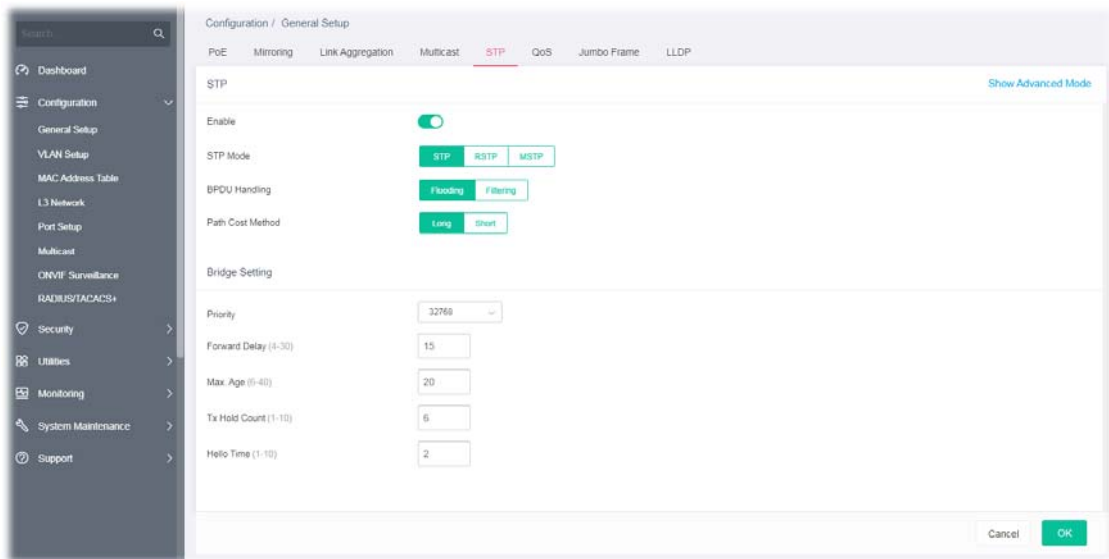 Search
Configuration / General Setup
PoE Mirroring Link Aggregation Multicast STP QoS Jumbo Frame LLDP
Dashboard
Configuration
General Setup
VLAN Setup
MAC Address Table
L3 Network
Port Setup
Multicast
ONVIF Surveillance
RADIUS/TACACS+
Security
Utilities
Monitoring
System Maintenance
Support
STP Show Advanced Mode
Enable
STP Mode STP RSTP MSTP
BPDU Handling Flooding Filtering
Path Cost Method Long Short
Bridge Setting
Priority 32768
Forward Delay (4-30) 15
Max. Age (6-40) 20
Tx Hold Count (1-10) 6
Hello Time (1-10) 2
Cancel OK